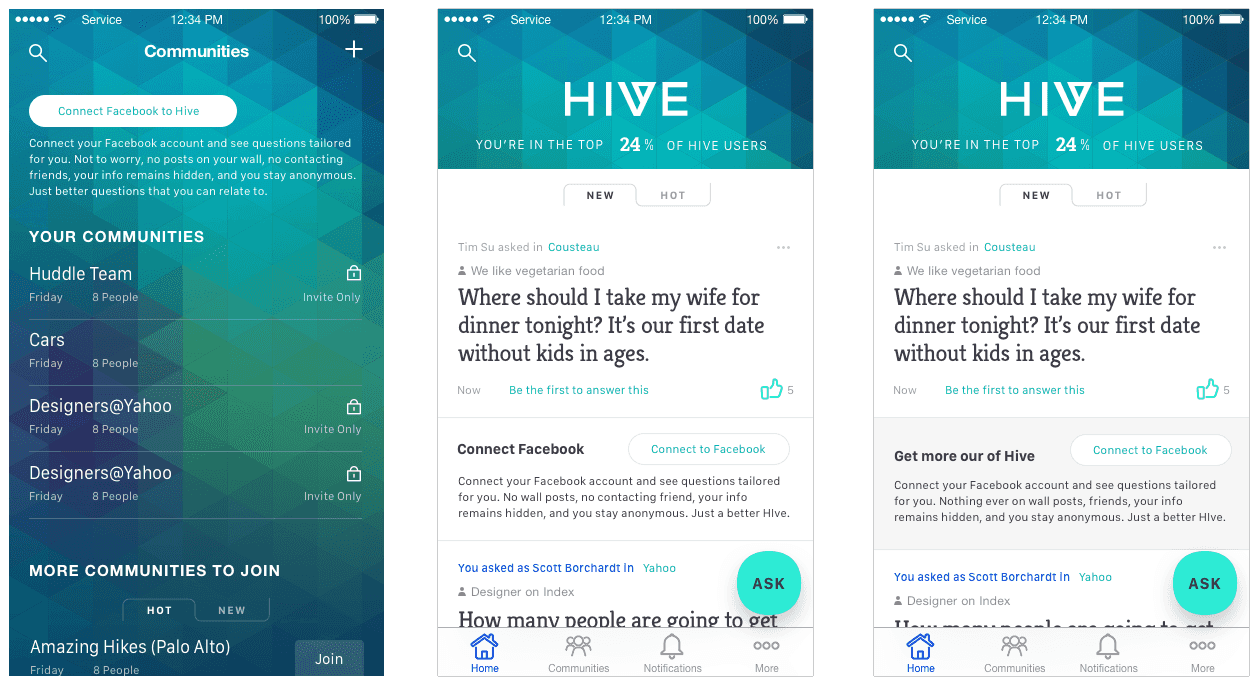 Service 12:34 PM 100%
Communities
Connect Facebook to Hive
Connect your Facebook account and see questions tailored
for you. Not to worry, no posts on your wall, no contacting
friends, your info remains hidden, and you stay anonymous.
Just better questions that you can relate to.
YOUR COMMUNITIES
Huddle Team
Friday 8 People Invite Only
Cars
Friday 8 People
Designers@Yahoo
Friday 8 People Invite Only
Designers@Yahoo
Friday 8 People Invite Only
MORE COMMUNITIES TO JOIN
HOT NEW
Amazing Hikes (Palo Alto)
Join
Friday 8 People
Service 12:34 PM 100%
HIVE
YOU'RE IN THE TOP 24 % OF HIVE USERS
NEW HOT
Tim Su asked in Cousteau
We like vegetarian food
Where should I take my wife for
dinner tonight? It's our first date
without kids in ages.
Now Be the first to answer this 5
Connect Facebook Connect to Facebook
Connect your Facebook account and see questions tailored
for you. No wall posts, no contacting friend, your info
remains hidden, and you stay anonymous. Just a better HIve.
You asked as Scott Borchardt in Yahoo
ASK
Designer on Index
How many people are going to get
Home Communities Notifications More
Service 12:34 PM 100%
HIVE
YOU'RE IN THE TOP 24 % OF HIVE USERS
NEW HOT
Tim Su asked in Cousteau
We like vegetarian food
Where should I take my wife for
dinner tonight? It's our first date
without kids in ages.
Now Be the first to answer this 5
Get more our of Hive Connect to Facebook
Connect your Facebook account and see questions tailored
for you. Nothing ever on wall posts, friends, your info
remains hidden, and you stay anonymous. Just a better HIve.
You asked as Scott Borchardt in Yahoo
ASK
Designer on Index
How many people are going to get
Home Communities Notifications More